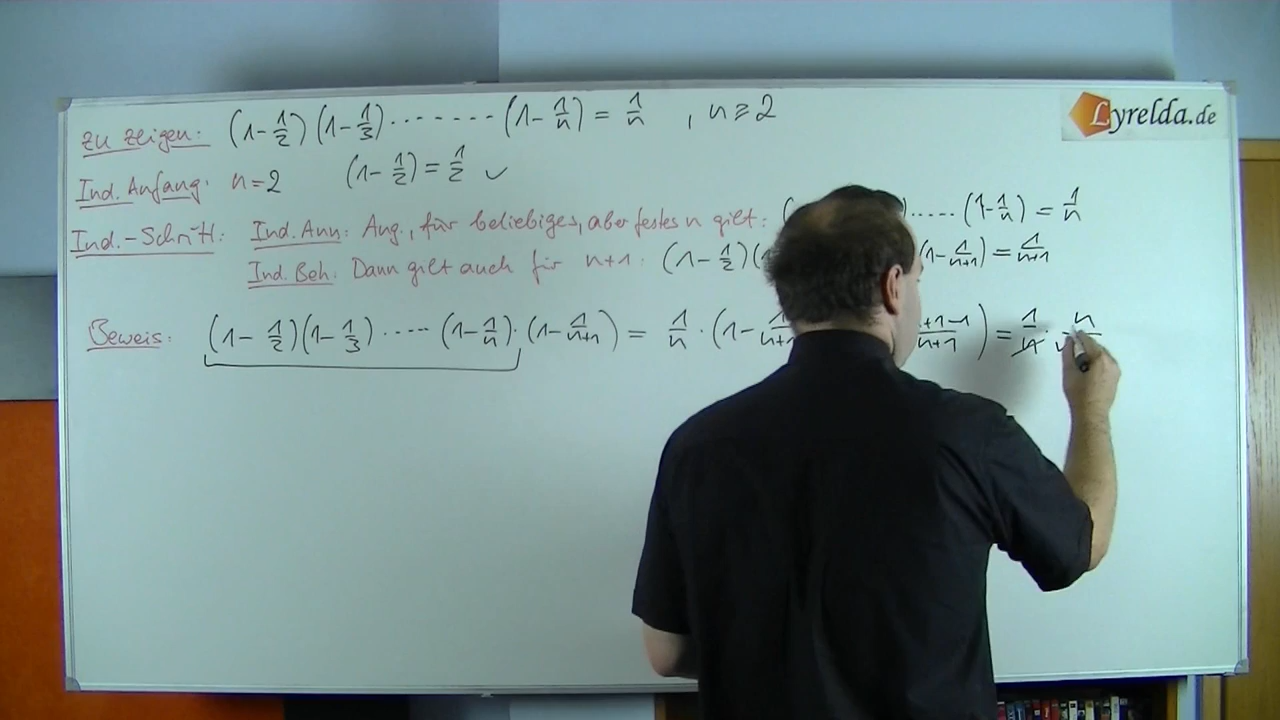 Lyrelda.de
zu zeigen: (1-1/2)(1-1/3)·······(1-1/n) = 1/n , n ≥ 2
Ind. Anfang: n=2 (1-1/2) = 1/2 ✓
Ind.-Schritt: Ind. Ann: Ang., für beliebiges, aber festes n gilt: ( )·····(1-1/n) = 1/n
Ind. Beh: Dann gilt auch für n+1: (1-1/2)( (1-1/(n+1)) = 1/(n+1)
Beweis: (1-1/2)(1-1/3)·····(1-1/n)·(1-1/(n+1)) = 1/n·(1-1/(n+1) +1-1/n+1) = 1/n · n